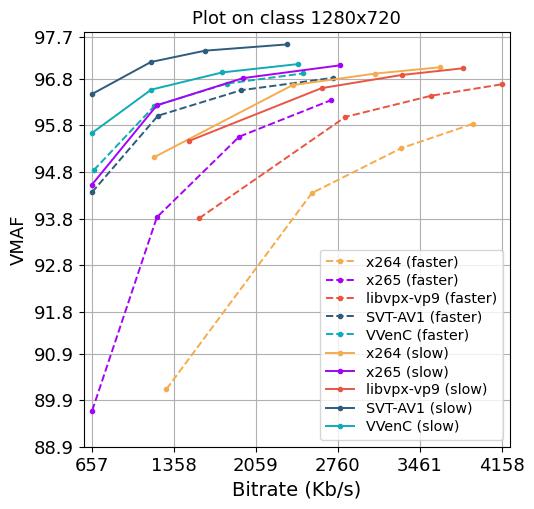 Plot on class 1280x720
97.7
96.8
95.8
94.8
93.8
92.8
91.8
90.9
89.9
88.9
VMAF
x264 (faster)
x265 (faster)
libvpx-vp9 (faster)
SVT-AV1 (faster)
VVenC (faster)
x264 (slow)
x265 (slow)
libvpx-vp9 (slow)
SVT-AV1 (slow)
VVenC (slow)
657 1358 2059 2760 3461 4158
Bitrate (Kb/s)